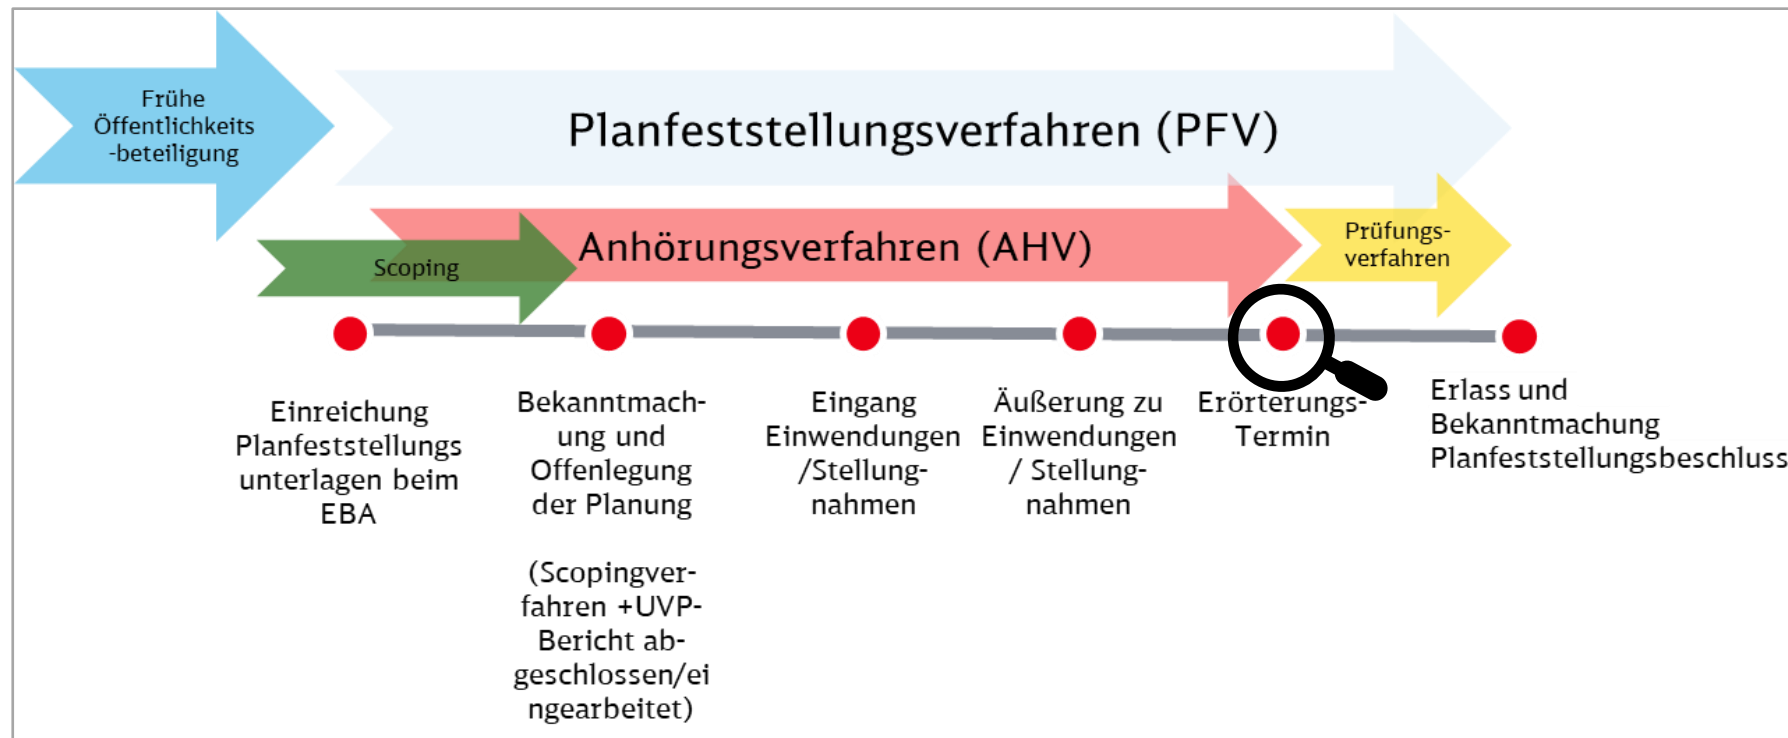 Frühe
Öffentlichkeits
-beteiligung
Planfeststellungsverfahren (PFV)
Anhörungsverfahren (AHV)
Scoping
Prüfungs-
verfahren
Einreichung
Planfeststellungs
unterlagen beim
EBA
Bekanntmach-
ung und
Offenlegung
der Planung
(Scopingver-
fahren +UVP-
Bericht ab-
geschlossen/ei
ngearbeitet)
Eingang
Einwendungen
/Stellung-
nahmen
Äußerung zu
Einwendungen
/ Stellung-
nahmen
Erörterungs-
Termin
Erlass und
Bekanntmachung
Planfeststellungsbeschluss